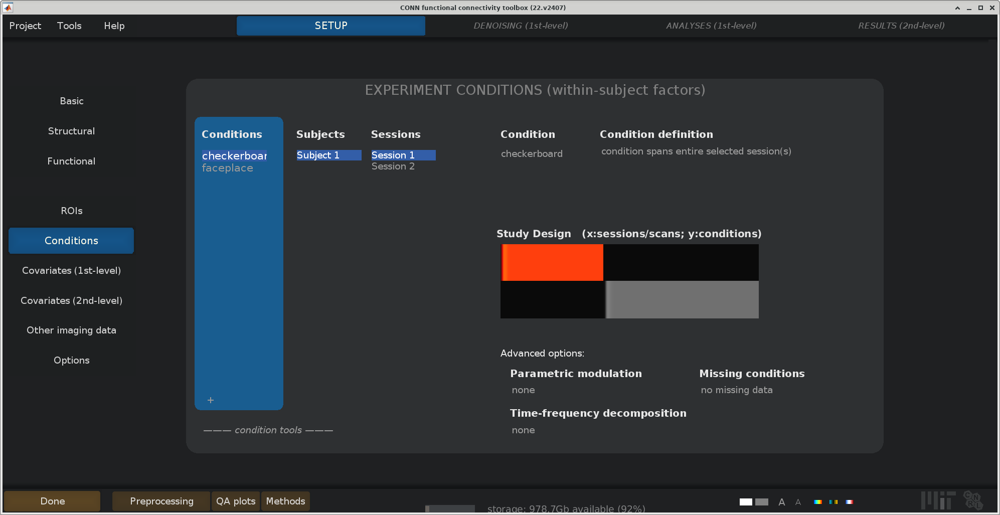 CONN functional connectivity toolbox (22.v2407)
Project Tools Help SETUP DENOISING (1st-level) ANALYSES (1st-level) RESULTS (2nd-level)
EXPERIMENT CONDITIONS (within-subject factors)
Basic
Structural
Functional
ROIs
Conditions
Covariates (1st-level)
Covariates (2nd-level)
Other imaging data
Options
Conditions
checkerboar
faceplace
+
——— condition tools ———
Subjects
Subject 1
Sessions
Session 1
Session 2
Condition
checkerboard
Condition definition
condition spans entire selected session(s)
Study Design (x:sessions/scans; y:conditions)
Advanced options:
Parametric modulation
none
Missing conditions
no missing data
Time-frequency decomposition
none
Done Preprocessing QA plots Methods
storage: 978.7Gb available (92%)
A A
MIT
CNRL